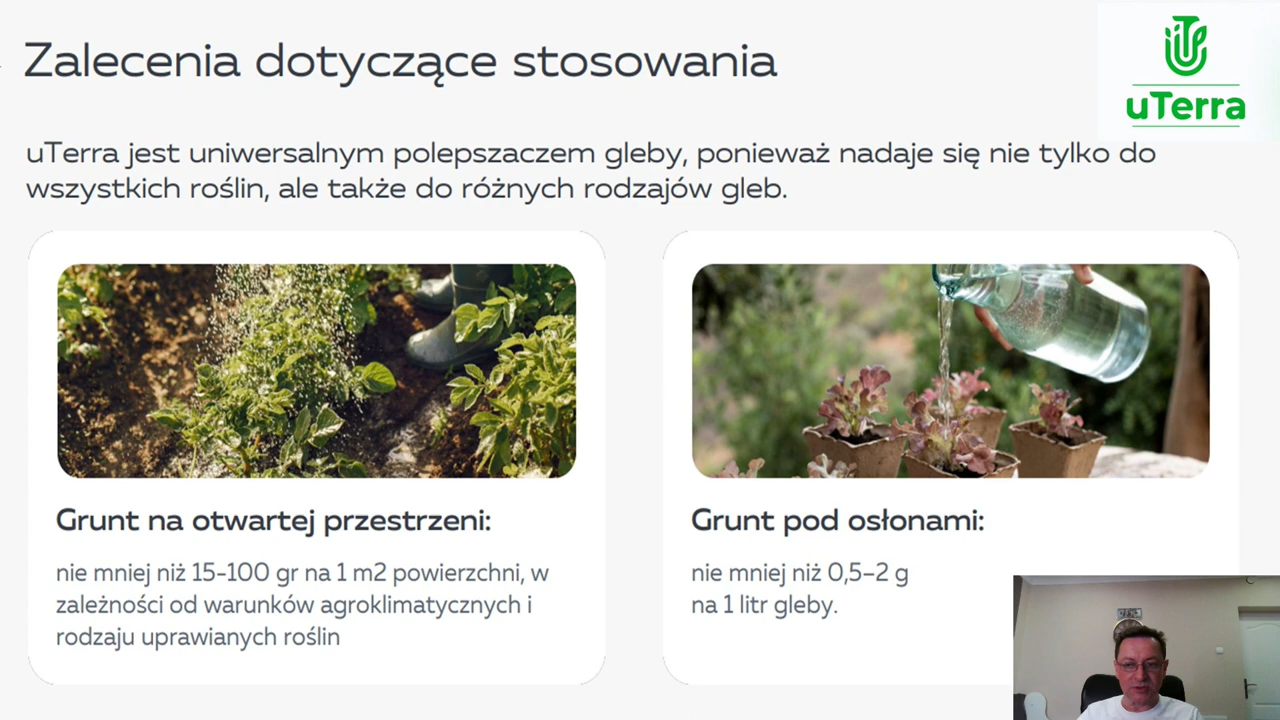 Zalecenia dotyczące stosowania
uTerra
uTerra jest uniwersalnym polepszaczem gleby, ponieważ nadaje się nie tylko do
wszystkich roślin, ale także do różnych rodzajów gleb.
Grunt na otwartej przestrzeni:
nie mniej niż 15-100 gr na 1 m2 powierzchni, w
zależności od warunków agroklimatycznych i
rodzaju uprawianych roślin
Grunt pod osłonami:
nie mniej niż 0,5–2 g
na 1 litr gleby.